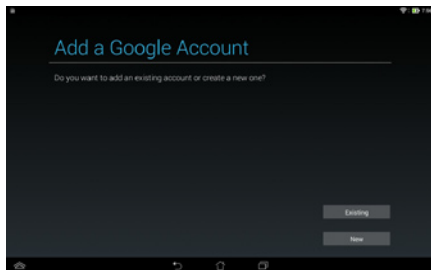 Add a Google Account
Do you want to add an existing account or create a new one?
Existing
New